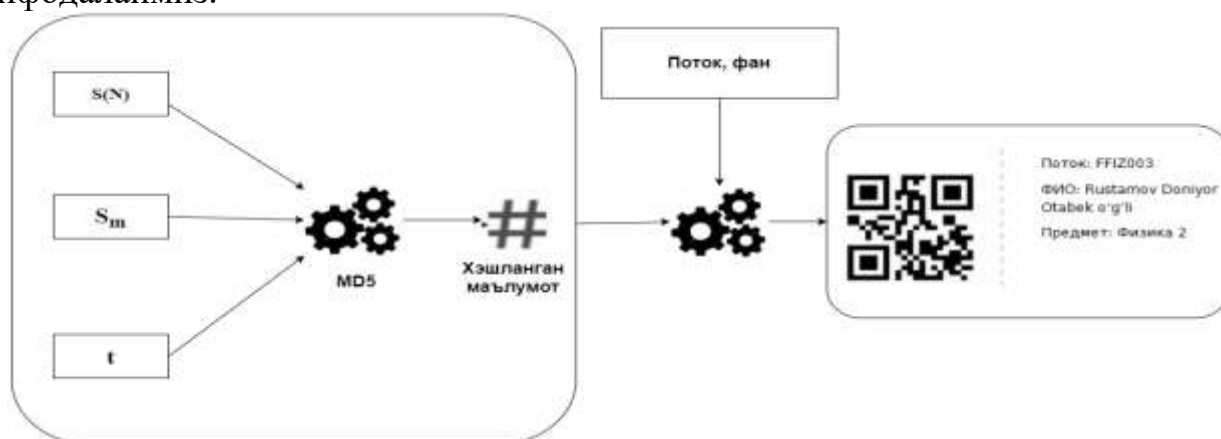 ифодалаймиз.
S(N)
Sm
t
MD5
#
Хэшланган
маълумот
Поток, фан
Поток: FFIZ003
ФИО: Rustamov Doniyor
Otabek o'g'li
Предмет: Физика 2